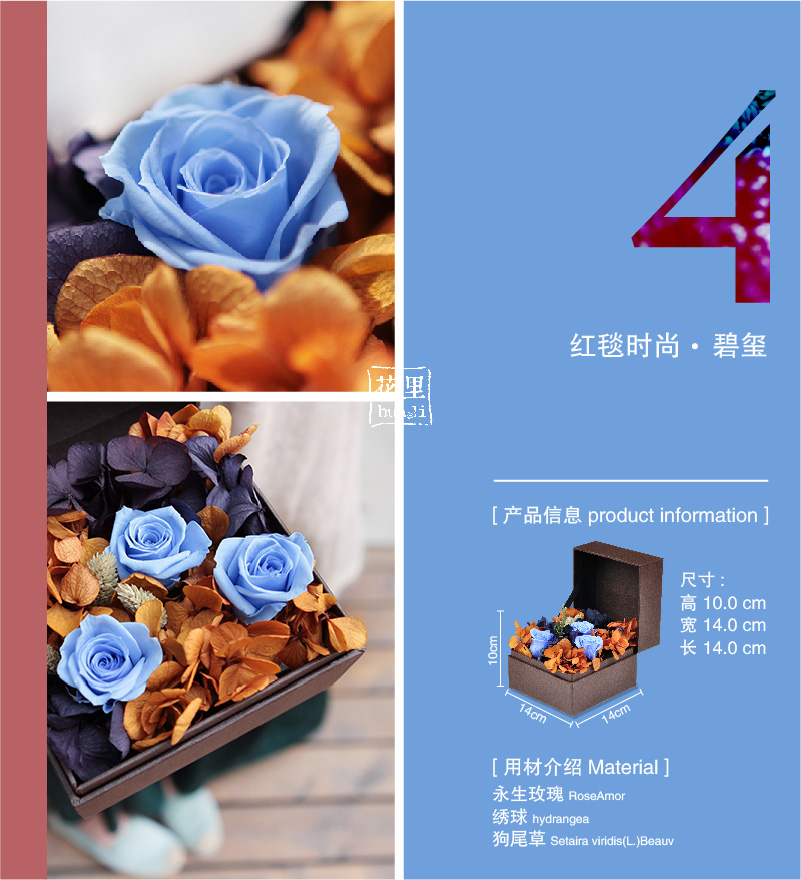 4
红毯时尚·碧玺
花里
huali
[ 产品信息 product information ]
尺寸：
高 10.0 cm
宽 14.0 cm
长 14.0 cm
10cm
14cm
14cm
[ 用材介绍 Material ]
永生玫瑰 RoseAmor
绣球 hydrangea
狗尾草 Setaira viridis(L.)Beauv